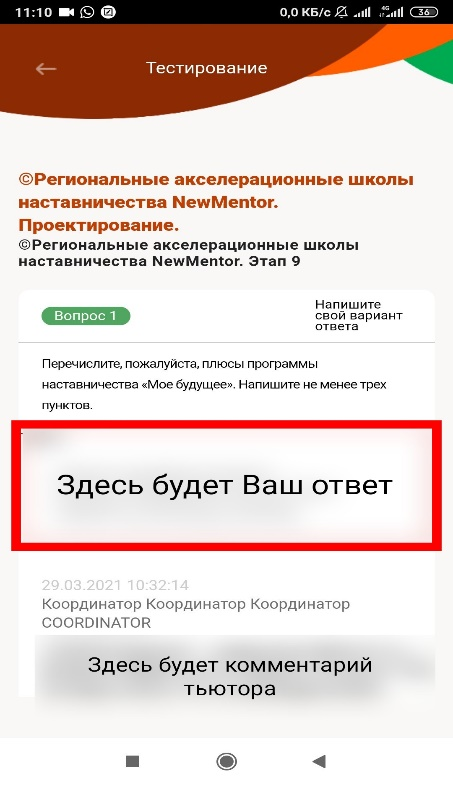 11:10
0,0 КБ/с
4G
36
Тестирование
©Региональные акселерационные школы
наставничества NewMentor.
Проектирование.
©Региональные акселерационные школы
наставничества NewMentor. Этап 9
Вопрос 1
Напишите
свой вариант
ответа
Перечислите, пожалуйста, плюсы программы
наставничества «Мое будущее». Напишите не менее трех
пунктов.
Здесь будет Ваш ответ
29.03.2021 10:32:14
Координатор Координатор Координатор
COORDINATOR
Здесь будет комментарий
тьютора